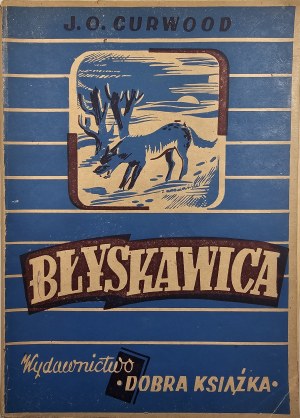 J. O. CURWOOD
BŁYSKAWICA
Wydawnictwo
• DOBRA KSIĄŻKA •